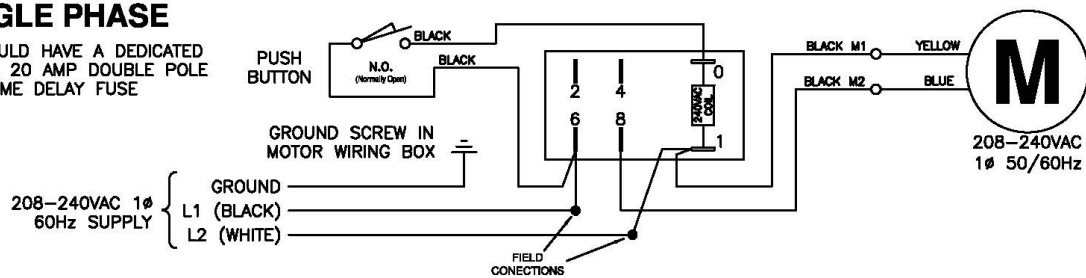 GLE PHASE
ULD HAVE A DEDICATED
20 AMP DOUBLE POLE
ME DELAY FUSE
PUSH
BUTTON
N.O.
(Normally Open)
BLACK
BLACK
GROUND SCREW IN
MOTOR WIRING BOX
208-240VAC 1ø
60Hz SUPPLY
GROUND
L1 (BLACK)
L2 (WHITE)
FIELD
CONECTIONS
2
4
6
8
0
240VAC
COIL
1
BLACK M1
YELLOW
BLACK M2
BLUE
M
208-240VAC
1ø 50/60Hz